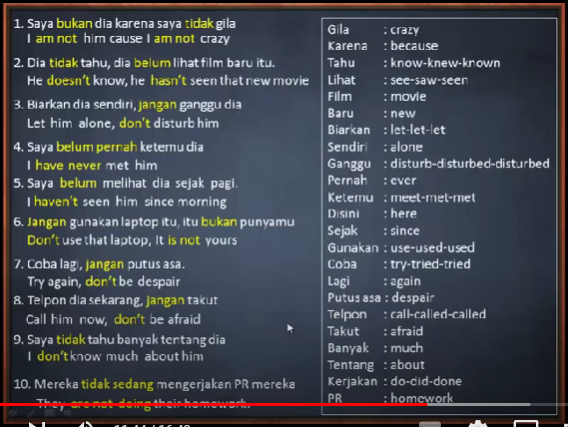 1. Saya bukan dia karena saya tidak gila
I am not him cause I am not crazy
2. Dia tidak tahu, dia belum lihat film baru itu.
He doesn't know, he hasn't seen that new movie
3. Biarkan dia sendiri, jangan ganggu dia
Let him alone, don't disturb him
4. Saya belum pernah ketemu dia
I have never met him
5. Saya belum melihat dia sejak pagi.
I haven't seen him since morning
6. Jangan gunakan laptop itu, itu bukan punyamu
Don't use that laptop, It is not yours
7. Coba lagi, jangan putus asa.
Try again, don't be despair
8. Telpon dia sekarang, jangan takut
Call him now, don't be afraid
9. Saya tidak tahu banyak tentang dia
I don't know much about him
10. Mereka tidak sedang mengerjakan PR mereka
They are not doing their homework.
Gila : crazy
Karena : because
Tahu : know-knew-known
Lihat : see-saw-seen
Film : movie
Baru : new
Biarkan : let-let-let
Sendiri : alone
Ganggu : disturb-disturbed-disturbed
Pernah : ever
Ketemu : meet-met-met
Disini : here
Sejak : since
Gunakan : use-used-used
Coba : try-tried-tried
Lagi : again
Putus asa : despair
Telpon : call-called-called
Takut : afraid
Banyak : much
Tentang : about
Kerjakan : do-did-done
PR : homework